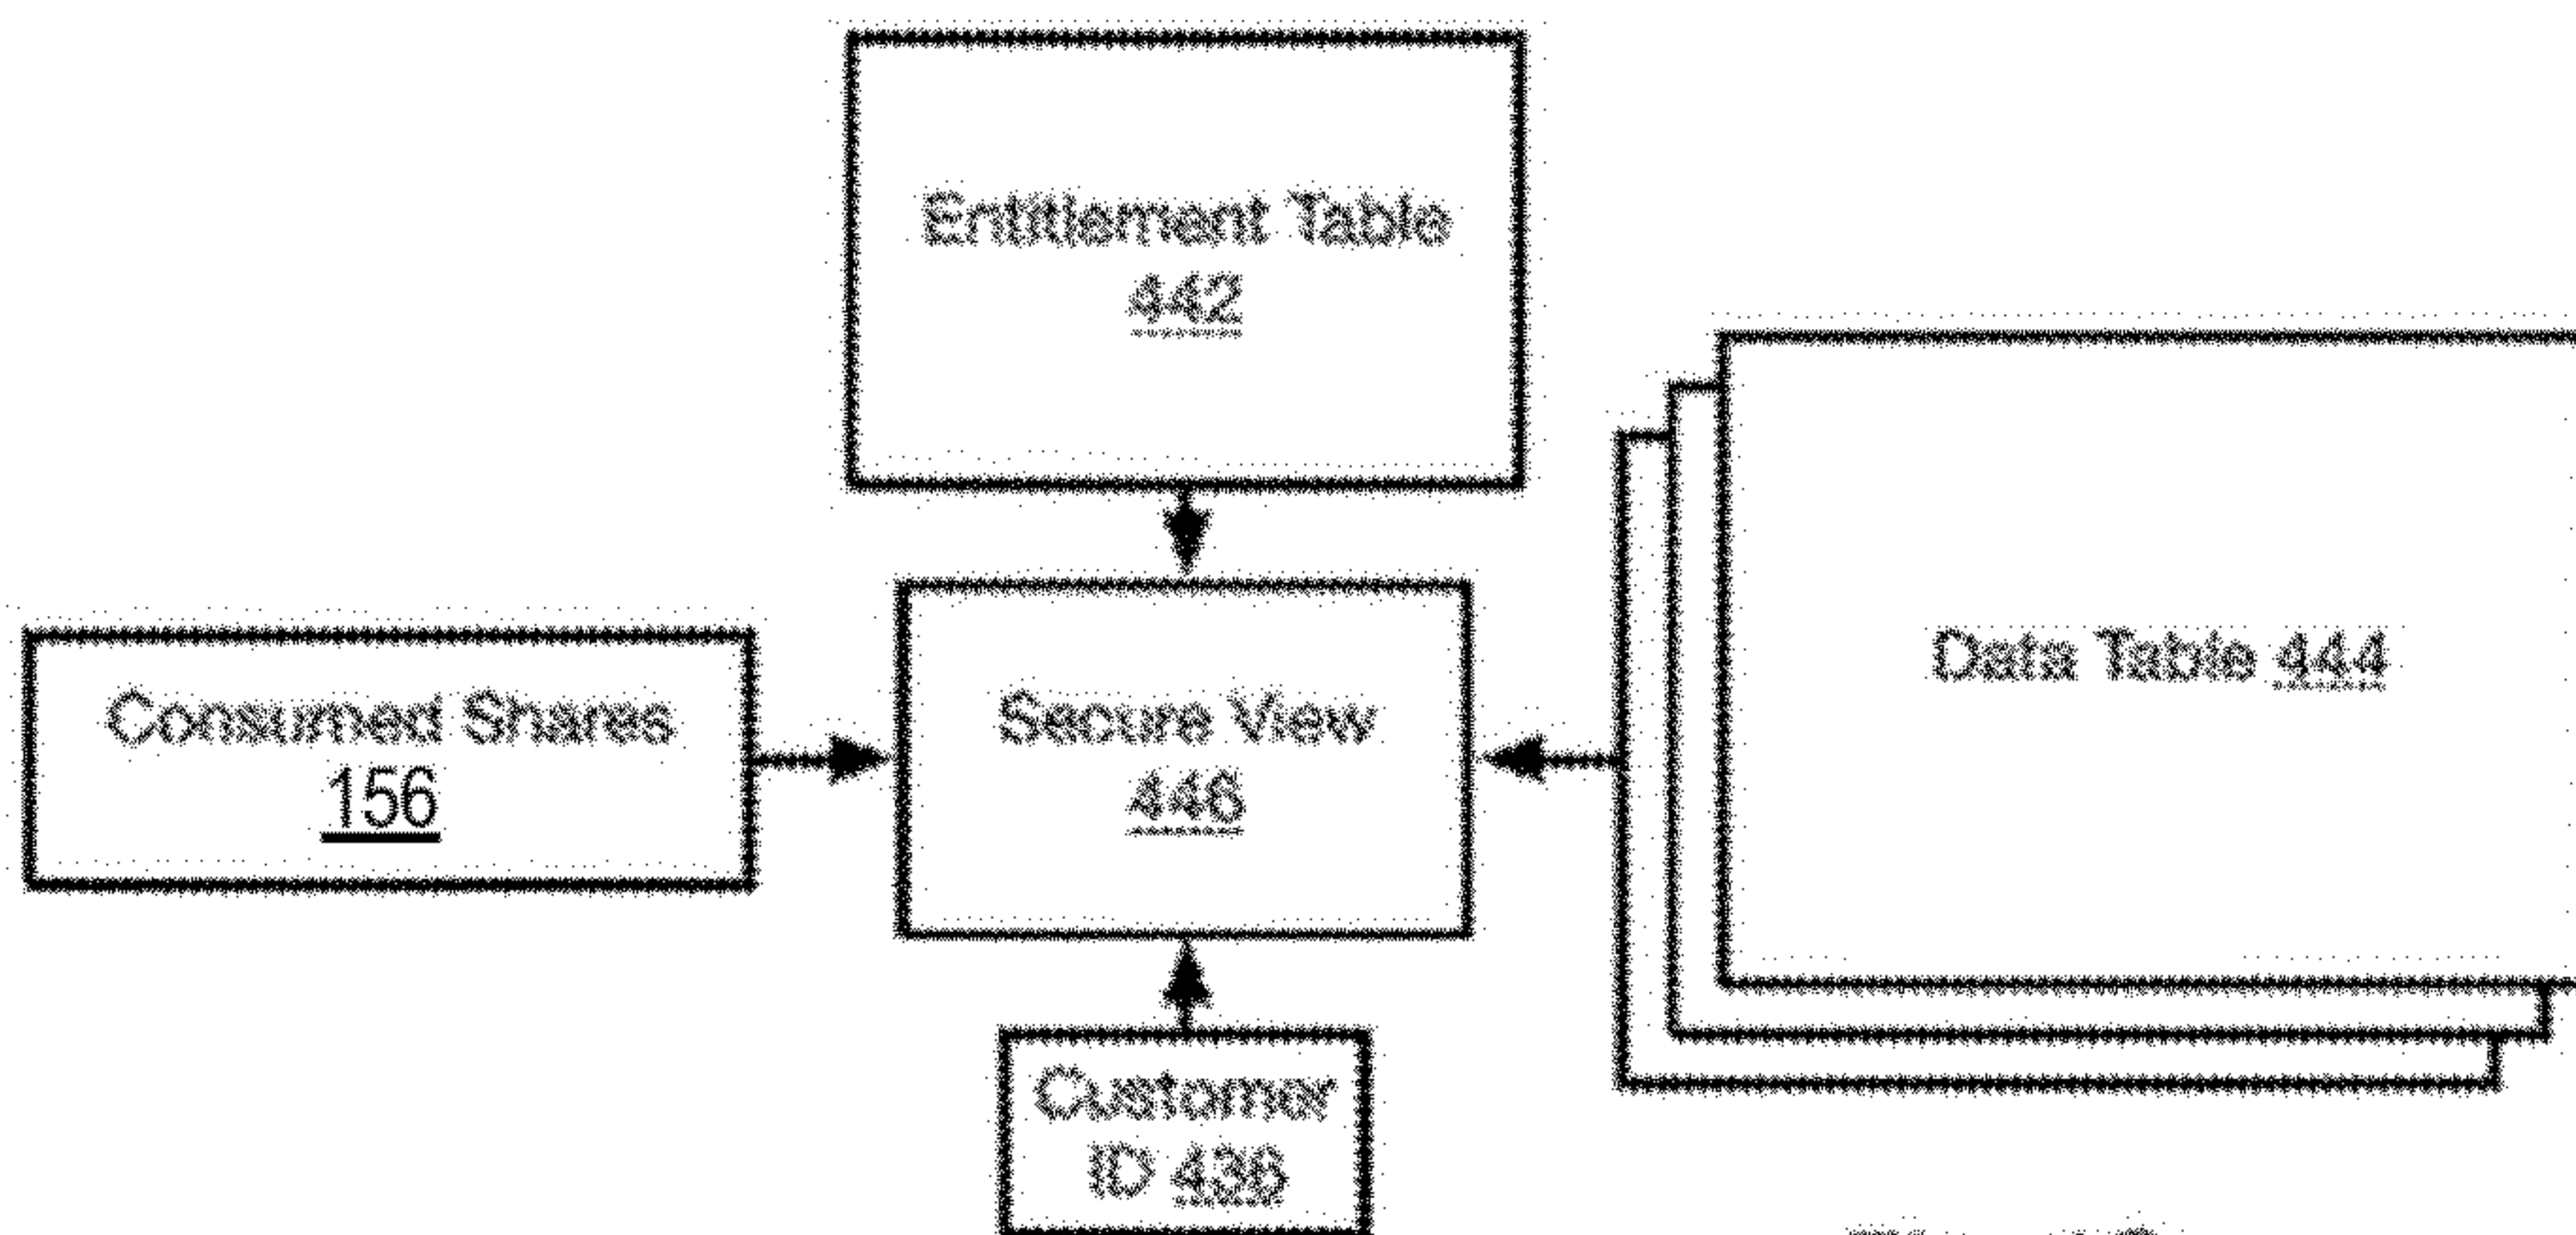 Entitlement Table
442
Data Table 444
Consumed Shares
156
Secure View
446
Customer
ID 436